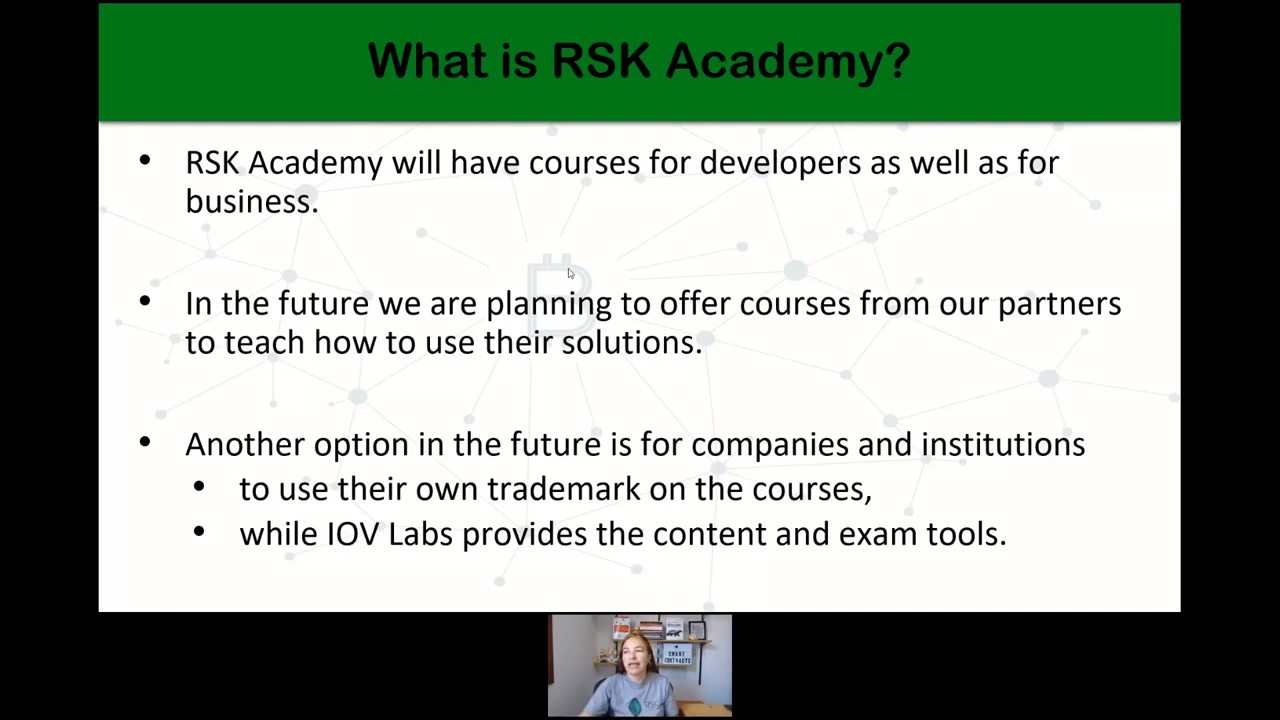 What is RSK Academy?
• RSK Academy will have courses for developers as well as for
business.
• In the future we are planning to offer courses from our partners
to teach how to use their solutions.
• Another option in the future is for companies and institutions
• to use their own trademark on the courses,
• while IOV Labs provides the content and exam tools.
SMART
CONTRACTS
RSK